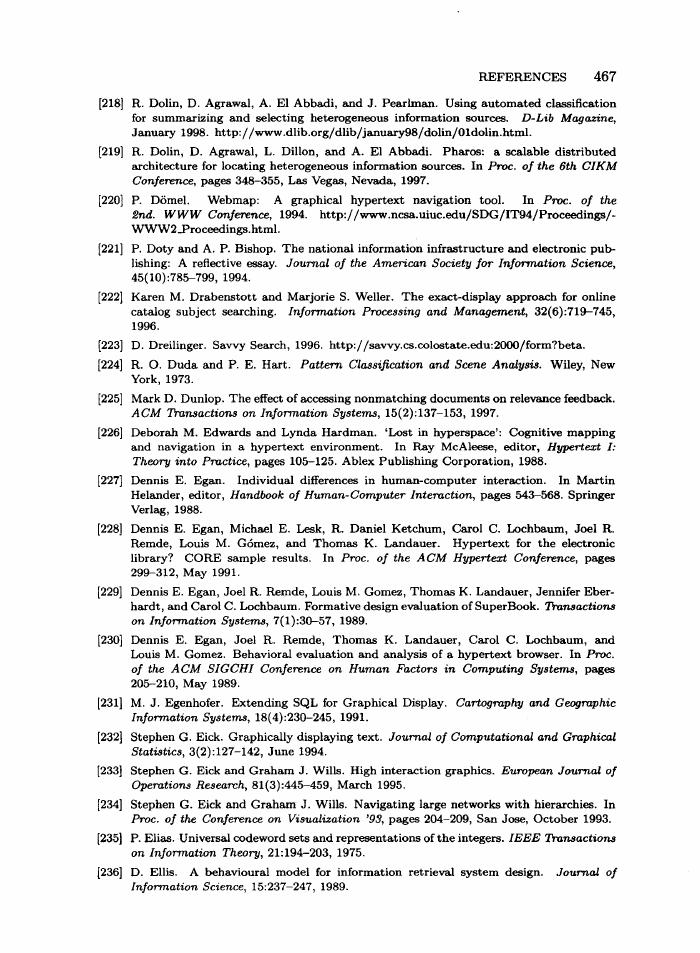 REFERENCES 467
[218] R. Dolin, D. Agrawal, A. El Abbadi, and J. Pearlman. Using automated classification
for summarizing and selecting heterogeneous information sources. D-Lib Magazine,
January 1998. http://www.dlib.org/dlib/january98/dolin/01dolin.html.
[219] R. Dolin, D. Agrawal, L. Dillon, and A. El Abbadi. Pharos: a scalable distributed
architecture for locating heterogeneous information sources. In Proc. of the 6th CIKM
Conference, pages 348–355, Las Vegas, Nevada, 1997.
[220] P. Dömel. Webmap: A graphical hypertext navigation tool. In Proc. of the
2nd. WWW Conference, 1994. http://www.ncsa.uiuc.edu/SDG/IT94/Proceedings/-
WWW2_Proceedings.html.
[221] P. Doty and A. P. Bishop. The national information infrastructure and electronic pub-
lishing: A reflective essay. Journal of the American Society for Information Science,
45(10):785–799, 1994.
[222] Karen M. Drabenstott and Marjorie S. Weller. The exact-display approach for online
catalog subject searching. Information Processing and Management, 32(6):719–745,
1996.
[223] D. Dreilinger. Savvy Search, 1996. http://savvy.cs.colostate.edu:2000/form?beta.
[224] R. O. Duda and P. E. Hart. Pattern Classification and Scene Analysis. Wiley, New
York, 1973.
[225] Mark D. Dunlop. The effect of accessing nonmatching documents on relevance feedback.
ACM Transactions on Information Systems, 15(2):137–153, 1997.
[226] Deborah M. Edwards and Lynda Hardman. 'Lost in hyperspace': Cognitive mapping
and navigation in a hypertext environment. In Ray McAleese, editor, Hypertext I:
Theory into Practice, pages 105–125. Ablex Publishing Corporation, 1988.
[227] Dennis E. Egan. Individual differences in human-computer interaction. In Martin
Helander, editor, Handbook of Human-Computer Interaction, pages 543–568. Springer
Verlag, 1988.
[228] Dennis E. Egan, Michael E. Lesk, R. Daniel Ketchum, Carol C. Lochbaum, Joel R.
Remde, Louis M. Gómez, and Thomas K. Landauer. Hypertext for the electronic
library? CORE sample results. In Proc. of the ACM Hypertext Conference, pages
299–312, May 1991.
[229] Dennis E. Egan, Joel R. Remde, Louis M. Gomez, Thomas K. Landauer, Jennifer Eber-
hardt, and Carol C. Lochbaum. Formative design evaluation of SuperBook. Transactions
on Information Systems, 7(1):30–57, 1989.
[230] Dennis E. Egan, Joel R. Remde, Thomas K. Landauer, Carol C. Lochbaum, and
Louis M. Gomez. Behavioral evaluation and analysis of a hypertext browser. In Proc.
of the ACM SIGCHI Conference on Human Factors in Computing Systems, pages
205–210, May 1989.
[231] M. J. Egenhofer. Extending SQL for Graphical Display. Cartography and Geographic
Information Systems, 18(4):230–245, 1991.
[232] Stephen G. Eick. Graphically displaying text. Journal of Computational and Graphical
Statistics, 3(2):127–142, June 1994.
[233] Stephen G. Eick and Graham J. Wills. High interaction graphics. European Journal of
Operations Research, 81(3):445–459, March 1995.
[234] Stephen G. Eick and Graham J. Wills. Navigating large networks with hierarchies. In
Proc. of the Conference on Visualization '93, pages 204–209, San Jose, October 1993.
[235] P. Elias. Universal codeword sets and representations of the integers. IEEE Transactions
on Information Theory, 21:194–203, 1975.
[236] D. Ellis. A behavioural model for information retrieval system design. Journal of
Information Science, 15:237–247, 1989.